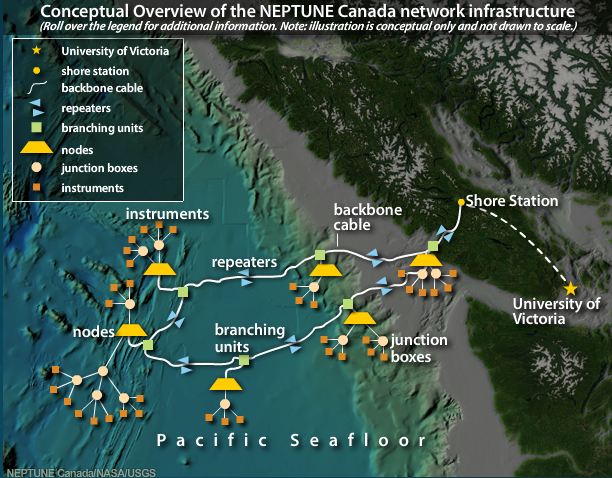 Conceptual Overview of the NEPTUNE Canada network infrastructure
(Roll over the legend for additional information. Note: illustration is conceptual only and not drawn to scale.)
University of Victoria
shore station
backbone cable
repeaters
branching units
nodes
junction boxes
instruments
instruments
backbone
cable
Shore Station
repeaters
University of
Victoria
nodes
branching
units
junction
boxes
Pacific Seafloor
NEPTUNE Canada/NASA/USGS